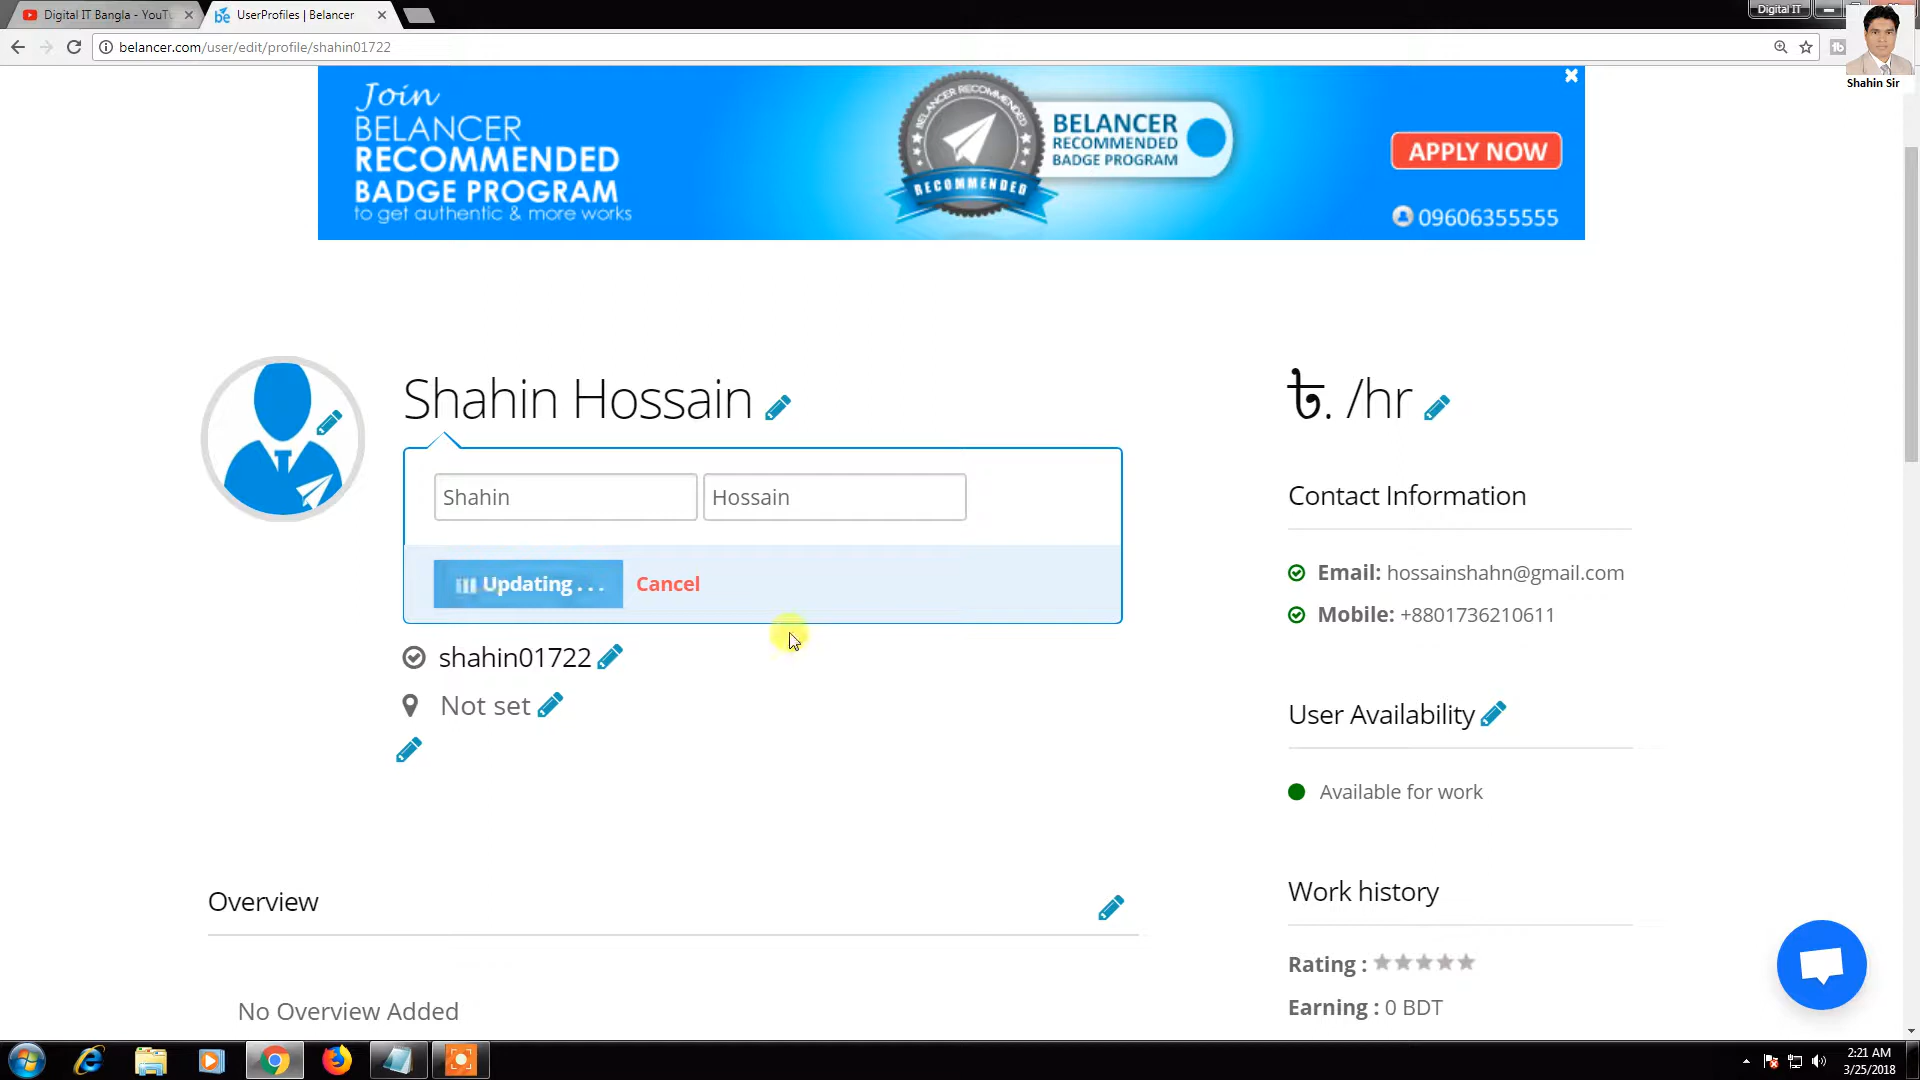 Digital IT Bangla - YouTu
UserProfiles | Belancer
Digital IT
belancer.com/user/edit/profile/shahin01722
Shahin Sir
Join
BELANCER
RECOMMENDED
BADGE PROGRAM
to get authentic & more works
BELANCER RECOMMENDED
RECOMMENDED
BELANCER
RECOMMENDED
BADGE PROGRAM
APPLY NOW
09606355555
Shahin Hossain
৳. /hr
Shahin
Hossain
Updating . . .
Cancel
shahin01722
Not set
Contact Information
Email: hossainshahn@gmail.com
Mobile: +8801736210611
User Availability
Available for work
Overview
No Overview Added
Work history
Rating :
Earning : 0 BDT
2:21 AM
3/25/2018